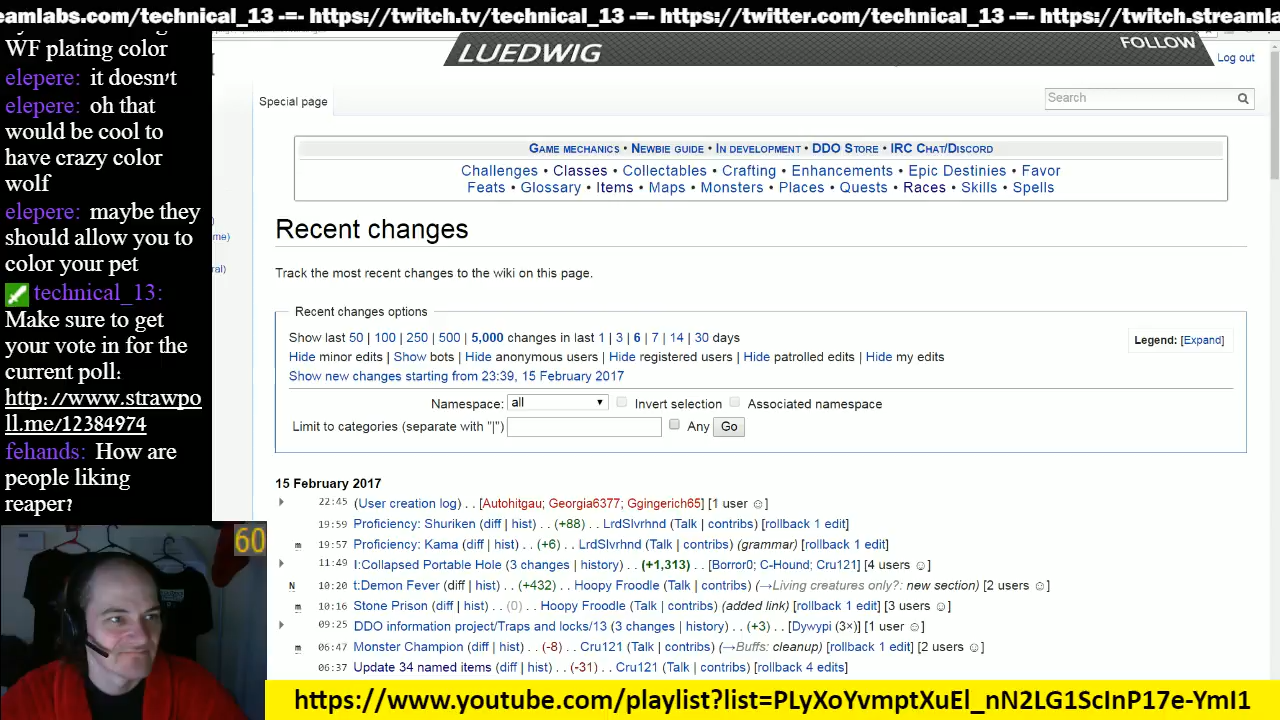 eamlabs.com/technical_13 -=- https://twitch.tv/technical_13 -=- https://twitter.com/technical_13 -=- https://twitch.streamla
WF plating color
elepere: it doesn't
elepere: oh that
would be cool to
have crazy color
wolf
elepere: maybe they
should allow you to
color your pet
technical_13:
Make sure to get
your vote in for the
current poll:
http://www.strawpo
ll.me/12384974
fehands: How are
people liking
reaper?
60
LUEDWIG
FOLLOW
Log out
Special page
Search
Game mechanics • Newbie guide • In development • DDO Store • IRC Chat/Discord
Challenges • Classes • Collectables • Crafting • Enhancements • Epic Destinies • Favor
Feats • Glossary • Items • Maps • Monsters • Places • Quests • Races • Skills • Spells
me)
ral)
Recent changes
Track the most recent changes to the wiki on this page.
Recent changes options
Show last 50 | 100 | 250 | 500 | 5,000 changes in last 1 | 3 | 6 | 7 | 14 | 30 days
Hide minor edits | Show bots | Hide anonymous users | Hide registered users | Hide patrolled edits | Hide my edits
Show new changes starting from 23:39, 15 February 2017
Legend: [Expand]
Namespace: all Invert selection Associated namespace
Limit to categories (separate with "|") Any Go
15 February 2017
22:45 (User creation log) . . [Autohitgau; Georgia6377; Ggingerich65] [1 user ☺]
19:59 Proficiency: Shuriken (diff | hist) . . (+88) . . LrdSlvrhnd (Talk | contribs) [rollback 1 edit]
m 19:57 Proficiency: Kama (diff | hist) . . (+6) . . LrdSlvrhnd (Talk | contribs) (grammar) [rollback 1 edit]
11:49 I:Collapsed Portable Hole (3 changes | history) . . (+1,313) . . [Borror0; C-Hound; Cru121] [4 users ☺]
N 10:20 t:Demon Fever (diff | hist) . . (+432) . . Hoopy Froodle (Talk | contribs) (→Living creatures only?: new section) [2 users ☺]
m 10:16 Stone Prison (diff | hist) . . (0) . . Hoopy Froodle (Talk | contribs) (added link) [rollback 1 edit] [3 users ☺]
09:25 DDO information project/Traps and locks/13 (3 changes | history) . . (+3) . . [Dywypi (3×)] [1 user ☺]
m 06:47 Monster Champion (diff | hist) . . (-8) . . Cru121 (Talk | contribs) (→Buffs: cleanup) [rollback 1 edit] [2 users ☺]
06:37 Update 34 named items (diff | hist) . . (-31) . . Cru121 (Talk | contribs) [rollback 4 edits]
https://www.youtube.com/playlist?list=PLyXoYvmptXuEl_nN2LG1ScInP17e-YmI1